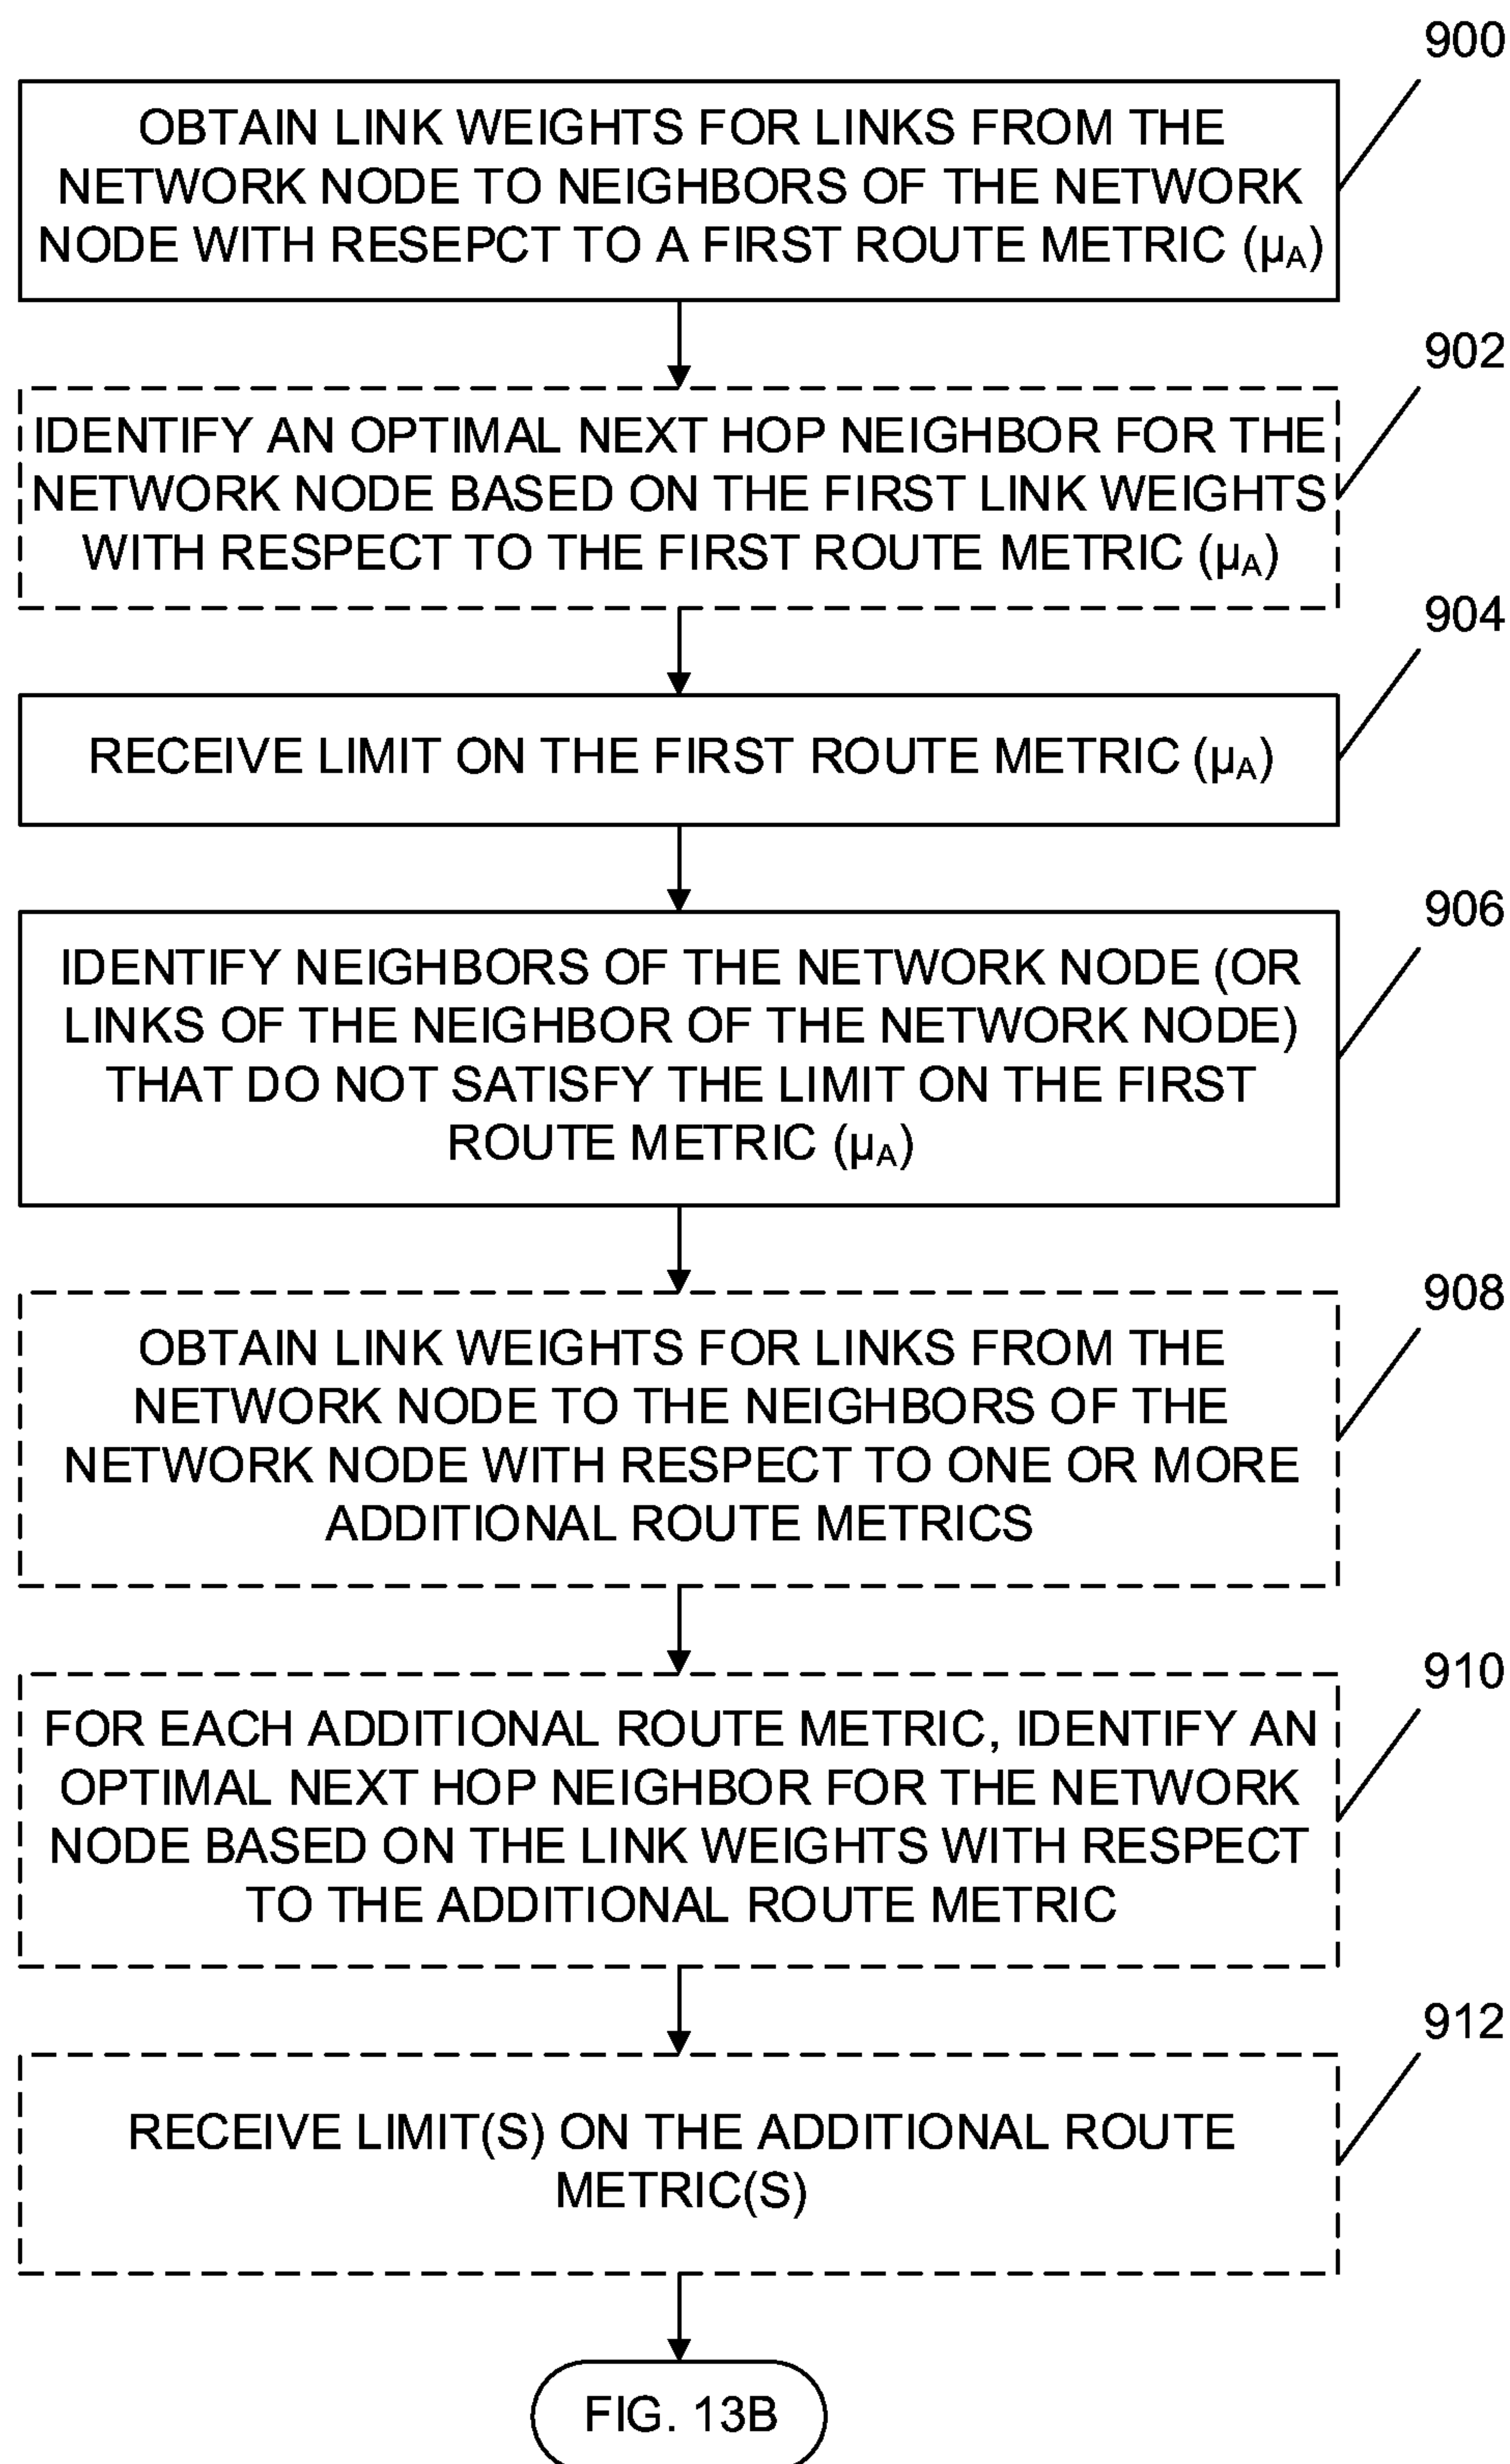 900
OBTAIN LINK WEIGHTS FOR LINKS FROM THE
NETWORK NODE TO NEIGHBORS OF THE NETWORK
NODE WITH RESEPCT TO A FIRST ROUTE METRIC (μA)
902
IDENTIFY AN OPTIMAL NEXT HOP NEIGHBOR FOR THE
NETWORK NODE BASED ON THE FIRST LINK WEIGHTS
WITH RESPECT TO THE FIRST ROUTE METRIC (μA)
904
RECEIVE LIMIT ON THE FIRST ROUTE METRIC (μA)
906
IDENTIFY NEIGHBORS OF THE NETWORK NODE (OR
LINKS OF THE NEIGHBOR OF THE NETWORK NODE)
THAT DO NOT SATISFY THE LIMIT ON THE FIRST
ROUTE METRIC (μA)
908
OBTAIN LINK WEIGHTS FOR LINKS FROM THE
NETWORK NODE TO THE NEIGHBORS OF THE
NETWORK NODE WITH RESPECT TO ONE OR MORE
ADDITIONAL ROUTE METRICS
910
FOR EACH ADDITIONAL ROUTE METRIC, IDENTIFY AN
OPTIMAL NEXT HOP NEIGHBOR FOR THE NETWORK
NODE BASED ON THE LINK WEIGHTS WITH RESPECT
TO THE ADDITIONAL ROUTE METRIC
912
RECEIVE LIMIT(S) ON THE ADDITIONAL ROUTE
METRIC(S)
FIG. 13B